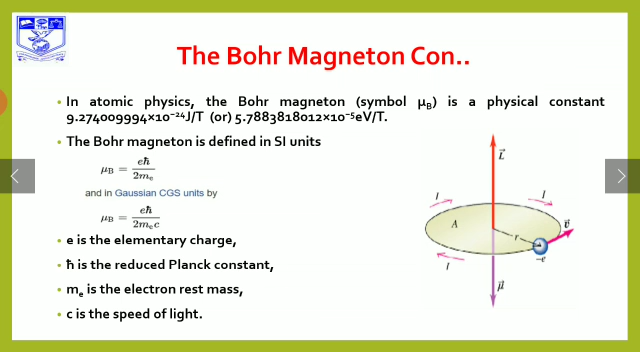 The Bohr Magneton Con..
• In atomic physics, the Bohr magneton (symbol μB) is a physical constant
9.274009994×10⁻²⁴J/T (or) 5.7883818012×10⁻⁵eV/T.
• The Bohr magneton is defined in SI units
μB = eħ / 2me
and in Gaussian CGS units by
μB = eħ / 2mec
• e is the elementary charge,
• ħ is the reduced Planck constant,
• me is the electron rest mass,
• c is the speed of light.
L⃗
I
I
A
r
v⃗
−e
I
μ⃗